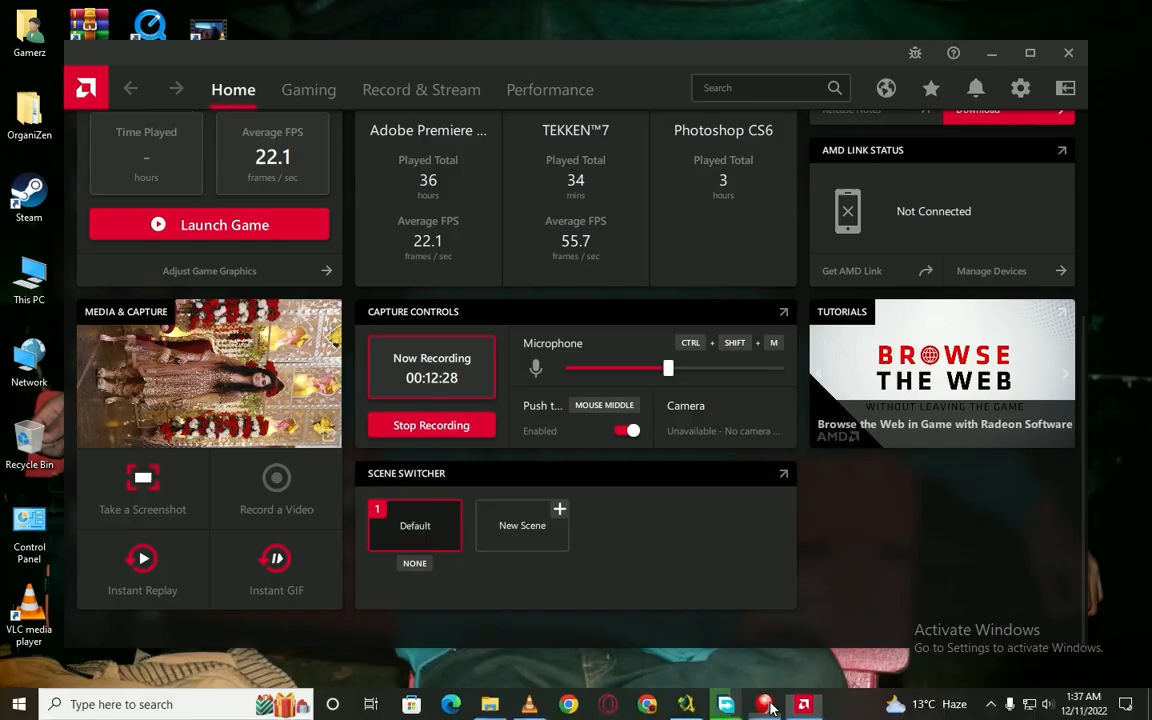 Gamerz
OrganiZen
Steam
This PC
Network
Recycle Bin
Control
Panel
VLC media
player
Home
Gaming
Record & Stream
Performance
Search
Time Played
-
hours
Average FPS
22.1
frames / sec
Launch Game
Adjust Game Graphics
Adobe Premiere ...
Played Total
36
hours
Average FPS
22.1
frames / sec
TEKKEN™7
Played Total
34
mins
Average FPS
55.7
frames / sec
Photoshop CS6
Played Total
3
hours
Release Notes
Download
AMD LINK STATUS
Not Connected
Get AMD Link
Manage Devices
MEDIA & CAPTURE
Take a Screenshot
Record a Video
Instant Replay
Instant GIF
CAPTURE CONTROLS
Now Recording
00:12:28
Stop Recording
Microphone
CTRL + SHIFT + M
Push t... MOUSE MIDDLE
Enabled
Camera
Unavailable - No camera ...
SCENE SWITCHER
1
Default
NONE
New Scene
TUTORIALS
BROWSE
THE WEB
WITHOUT LEAVING THE GAME
Browse the Web in Game with Radeon Software
AMD
Activate Windows
Go to Settings to activate Windows.
Type here to search
13°C Haze
1:37 AM
12/11/2022